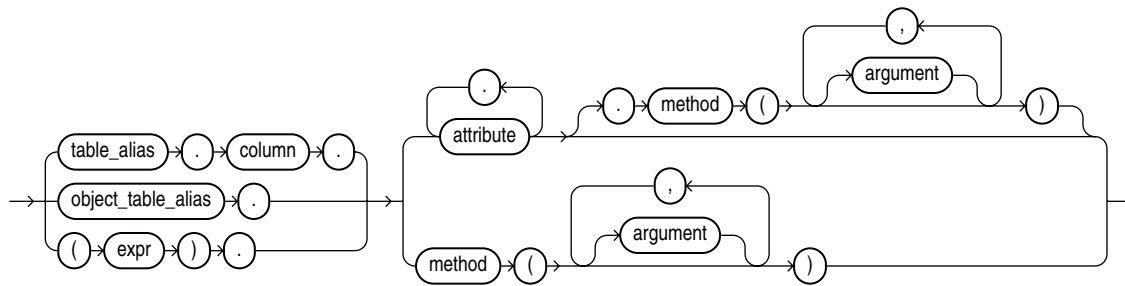 ,
argument
.
. method ( )
attribute
table_alias . column .
object_table_alias .
( expr ) .
,
argument
method ( )